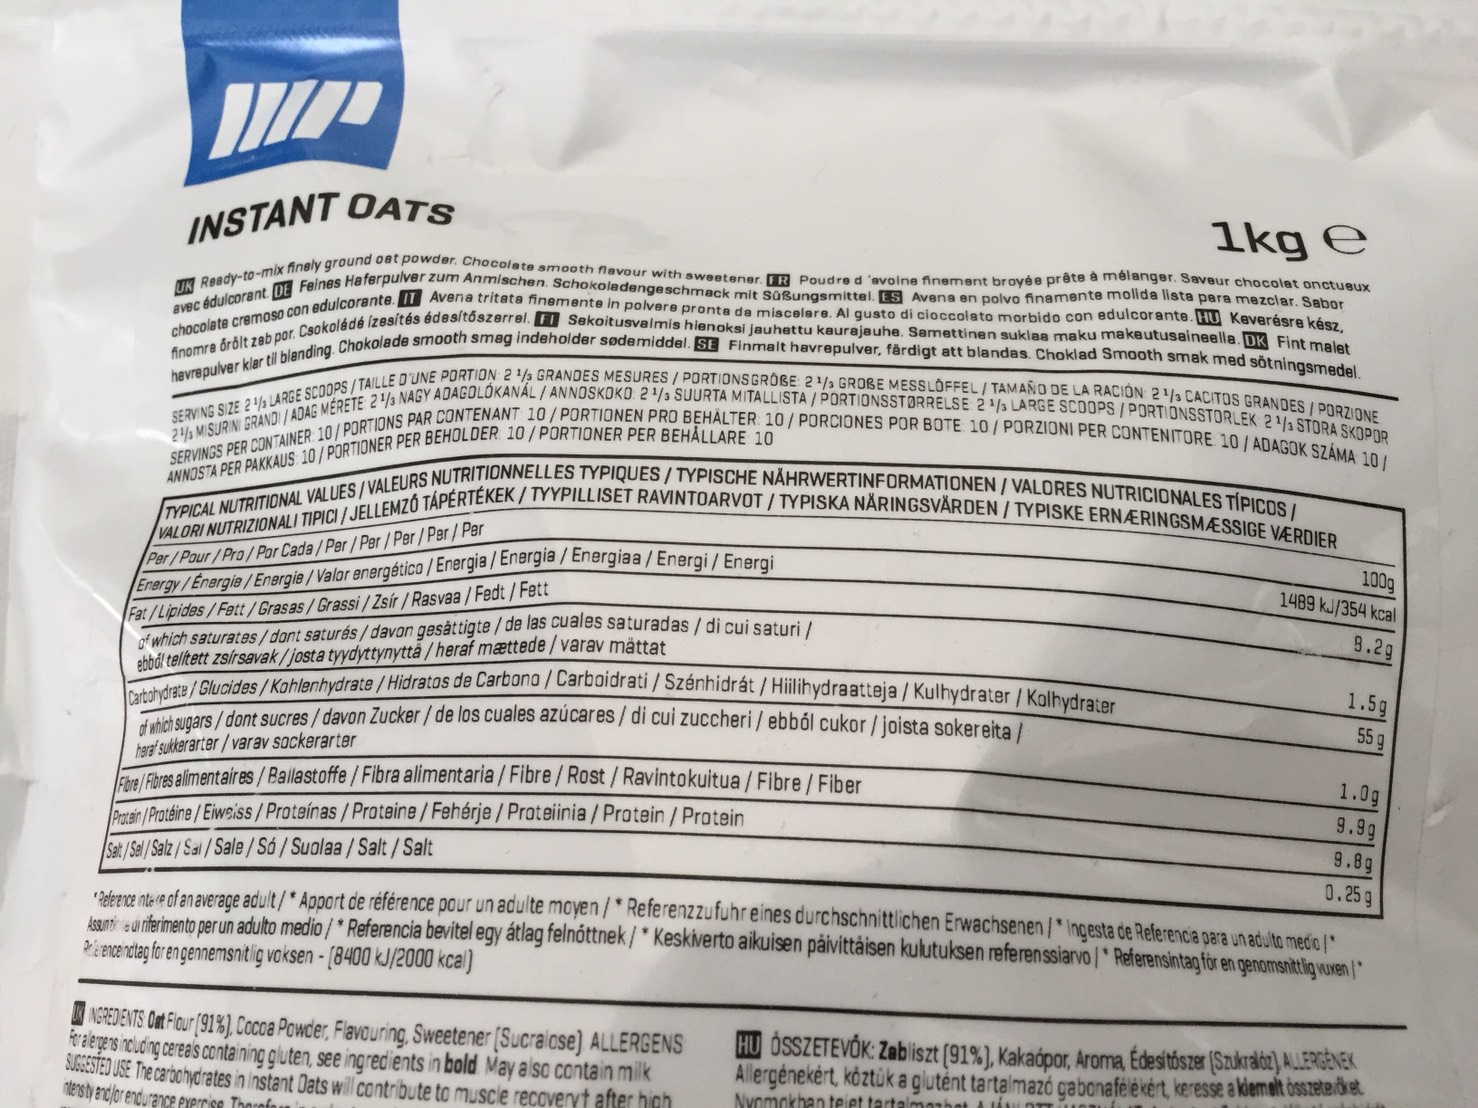 MP
INSTANT OATS
1kg e
UK Ready-to-mix finely ground oat powder. Chocolate smooth flavour with sweetener. FR Poudre d'avoine finement broyée prête à mélanger. Saveur chocolat onctueux
avec édulcorant. DE Feines Haferpulver zum Anmischen. Schokoladengeschmack mit Süßungsmittel. ES Avena en polvo finamente molida lista para mezclar. Sabor
chocolate cremoso con edulcorante. IT Avena tritata finemente in polvere pronta da miscelare. Al gusto di cioccolato morbido con edulcorante. HU Keverésre kész,
finomra őrölt zab por. Csokoládé ízesítés édesítőszerrel. FI Sekoitusvalmis hienoksi jauhettu kaurajauhe. Samettinen suklaa maku makeutusaineella. DK Fint malet
havrepulver klar til blanding. Chokolade smooth smag indeholder sødemiddel. SE Finmalt havrepulver, färdigt att blandas. Choklad Smooth smak med sötningsmedel.
SERVING SIZE 2 1/3 LARGE SCOOPS / TAILLE D'UNE PORTION: 2 1/3 GRANDES MESURES / PORTIONSGRÖßE: 2 1/3 GROßE MESSLÖFFEL / TAMAÑO DE LA RACIÓN: 2 1/3 CACITOS GRANDES / PORZIONE
2 1/3 MISURINI GRANDI / ADAG MÉRETE: 2 1/3 NAGY ADAGOLÓKANÁL / ANNOSKOKO: 2 1/3 SUURTA MITALLISTA / PORTIONSSTØRRELSE: 2 1/3 LARGE SCOOPS / PORTIONSSTORLEK 2 1/3 STORA SKOPOR
SERVINGS PER CONTAINER: 10 / PORTIONS PAR CONTENANT: 10 / PORTIONEN PRO BEHÄLTER: 10 / PORCIONES POR BOTE: 10 / PORZIONI PER CONTENITORE: 10 / ADAGOK SZÁMA: 10 /
ANNOSTA PER PAKKAUS: 10 / PORTIONER PER BEHOLDER: 10 / PORTIONER PER BEHÅLLARE: 10
TYPICAL NUTRITIONAL VALUES / VALEURS NUTRITIONNELLES TYPIQUES / TYPISCHE NÄHRWERTINFORMATIONEN / VALORES NUTRICIONALES TÍPICOS /
VALORI NUTRIZIONALI TIPICI / JELLEMZŐ TÁPÉRTÉKEK / TYYPILLISET RAVINTOARVOT / TYPISKA NÄRINGSVÄRDEN / TYPISKE ERNÆRINGSMÆSSIGE VÆRDIER
Per / Pour / Pro / Por Cada / Per / Per / Per / Per / Per 100g
Energy / Énergie / Energie / Valor energético / Energia / Energia / Energiaa / Energi / Energi 1489 kJ/354 kcal
Fat / Lipides / Fett / Grasas / Grassi / Zsír / Rasvaa / Fedt / Fett 9.2g
of which saturates / dont saturés / davon gesättigte / de las cuales saturadas / di cui saturi /
ebből telített zsírsavak / josta tyydyttynyttä / heraf mættede / varav mättat 1.5g
Carbohydrate / Glucides / Kohlenhydrate / Hidratos de Carbono / Carboidrati / Szénhidrát / Hiilihydraatteja / Kulhydrater / Kolhydrater 55g
of which sugars / dont sucres / davon Zucker / de los cuales azúcares / di cui zuccheri / ebből cukor / joista sokereita /
heraf sukkerarter / varav sockerarter 1.0g
Fibre / Fibres alimentaires / Ballastoffe / Fibra alimentaria / Fibre / Rost / Ravintokuitua / Fibre / Fiber 9.9g
Protein / Protéine / Eiweiss / Proteínas / Proteine / Fehérje / Proteiinia / Protein / Protein 9.8g
Salt / Sel / Salz / Sal / Sale / Só / Suolaa / Salt / Salt 0.25g
*Reference intake of an average adult / * Apport de référence pour un adulte moyen / * Referenzzufuhr eines durchschnittlichen Erwachsenen / * Ingesta de Referencia para un adulto medio / *
di riferimento per un adulto medio / * Referencia bevitel egy átlag felnőttnek / * Keskiverto aikuisen päivittäisen kulutuksen referenssiarvo / * Referensintag för en genomsnittlig vuxen / *
Referenceindtag for en gennemsnitlig voksen - (8400 kJ/2000 kcal)
UK INGREDIENTS: Oat Flour (91%), Cocoa Powder, Flavouring, Sweetener (Sucralose) ALLERGENS
For allergens including cereals containing gluten, see ingredients in bold. May also contain milk
SUGGESTED USE The carbohydrates in Instant Oats will contribute to muscle recovery† after high
intensity and/or endurance exercise.
HU ÖSSZETEVŐK: Zabliszt (91%), Kakaópor, Aroma, Édesítőszer (Szukralóz). ALLERGÉNEK
Allergénekért, köztük a glutént tartalmazó gabonafélékért, keresse a kiemelt összetevőket.
Nyomokban tejet tartalmazhat.